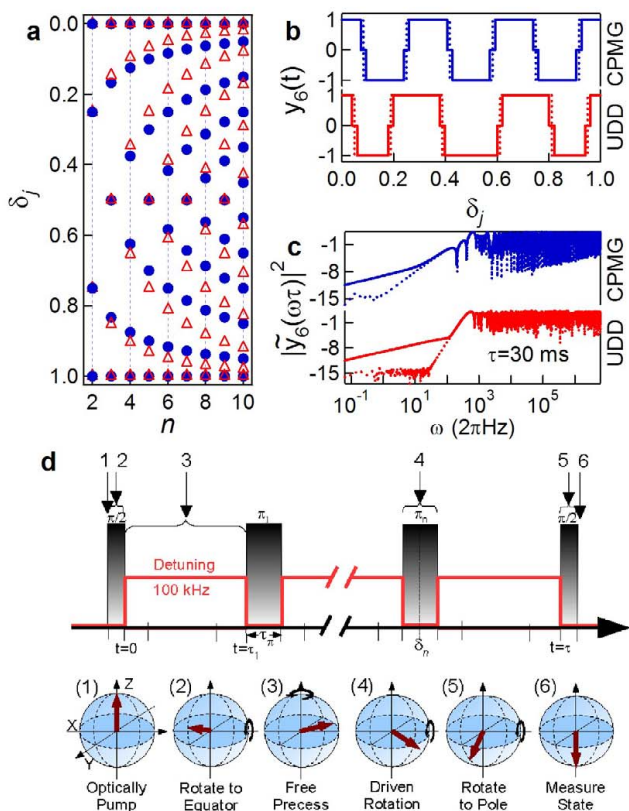 a
0.0
0.2
0.4
δj
0.6
0.8
1.0
2 3 4 5 6 7 8 9 10
n
b
y6(t)
1
0
-1
CPMG
1
0
-1
UDD
0.0 0.2 0.4 0.6 0.8 1.0
δj
c
|ỹ6(ωτ)|²
-1
-8
-15
CPMG
-1
-8
-15
UDD
τ=30 ms
10-1 101 103 105
ω (2πHz)
d
1 2 3 4 5 6
π/2 π1 πn π/2
Detuning
100 kHz
t=0 t=τ1 τπ δn t=τ
(1) (2) (3) (4) (5) (6)
Z
X
Y
Optically Rotate to Free Driven Rotate Measure
Pump Equator Precess Rotation to Pole State